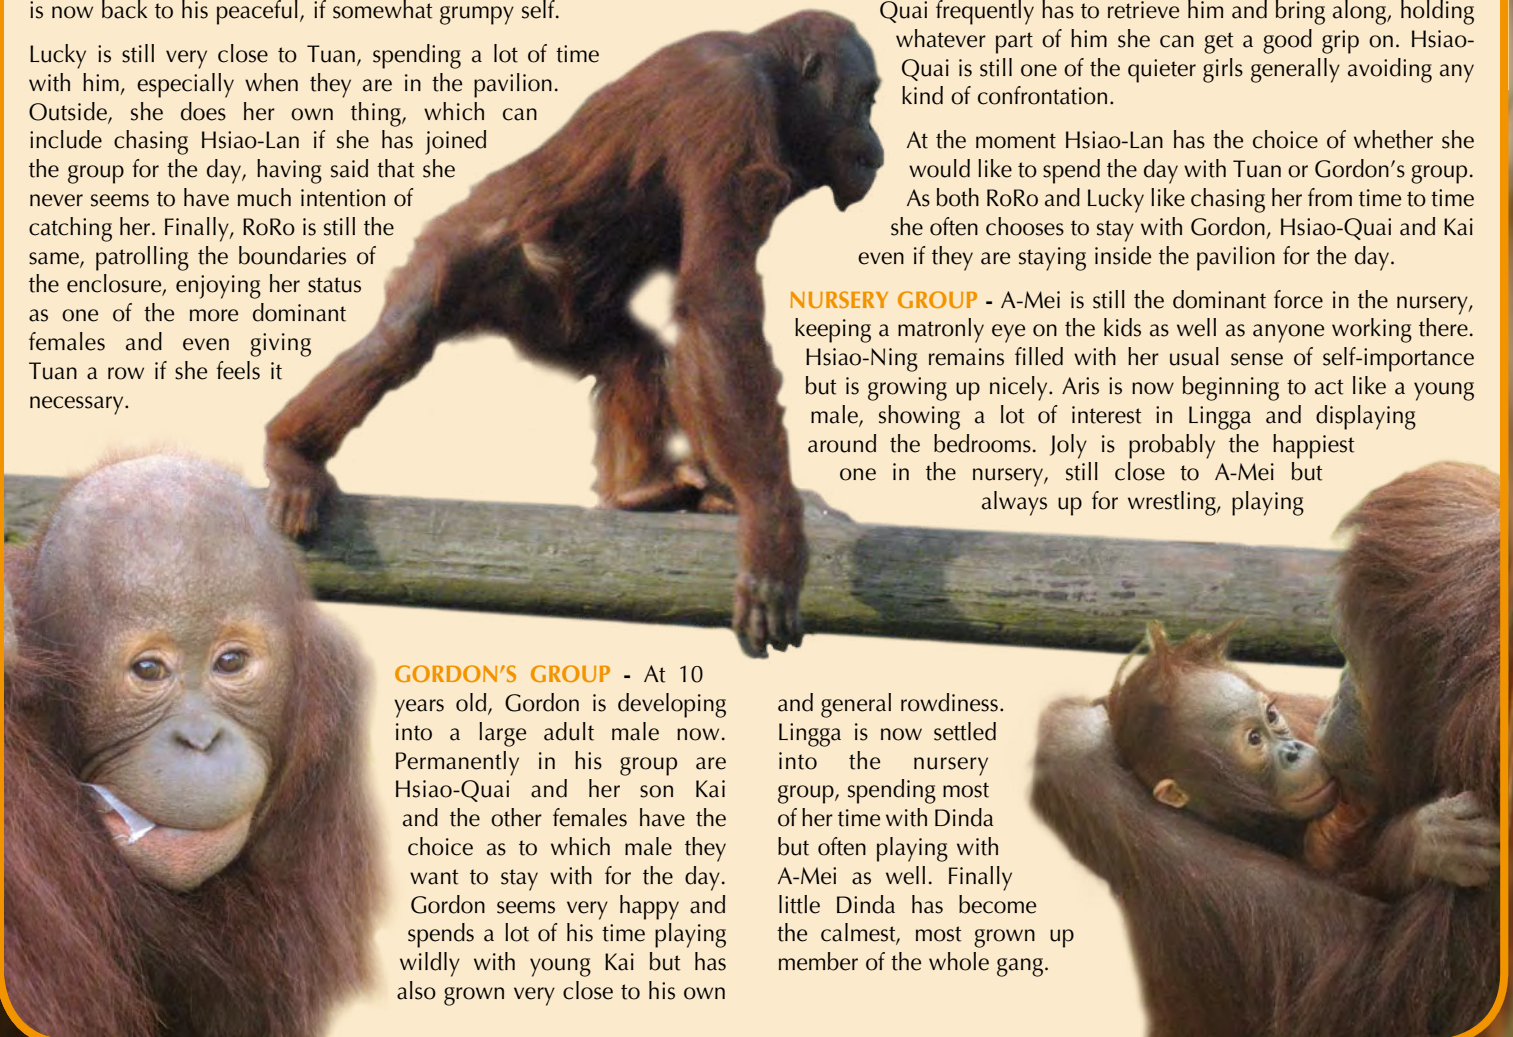 is now back to his peaceful, if somewhat grumpy self.
Lucky is still very close to Tuan, spending a lot of time
with him, especially when they are in the pavilion.
Outside, she does her own thing, which can
include chasing Hsiao-Lan if she has joined
the group for the day, having said that she
never seems to have much intention of
catching her. Finally, RoRo is still the
same, patrolling the boundaries of
the enclosure, enjoying her status
as one of the more dominant
females and even giving
Tuan a row if she feels it
necessary.
GORDON'S GROUP - At 10
years old, Gordon is developing
into a large adult male now.
Permanently in his group are
Hsiao-Quai and her son Kai
and the other females have the
choice as to which male they
want to stay with for the day.
Gordon seems very happy and
spends a lot of his time playing
wildly with young Kai but has
also grown very close to his own
Quai frequently has to retrieve him and bring along, holding
whatever part of him she can get a good grip on. Hsiao-
Quai is still one of the quieter girls generally avoiding any
kind of confrontation.
At the moment Hsiao-Lan has the choice of whether she
would like to spend the day with Tuan or Gordon's group.
As both RoRo and Lucky like chasing her from time to time
she often chooses to stay with Gordon, Hsiao-Quai and Kai
even if they are staying inside the pavilion for the day.
NURSERY GROUP - A-Mei is still the dominant force in the nursery,
keeping a matronly eye on the kids as well as anyone working there.
Hsiao-Ning remains filled with her usual sense of self-importance
but is growing up nicely. Aris is now beginning to act like a young
male, showing a lot of interest in Lingga and displaying
around the bedrooms. Joly is probably the happiest
one in the nursery, still close to A-Mei but
always up for wrestling, playing
and general rowdiness.
Lingga is now settled
into the nursery
group, spending most
of her time with Dinda
but often playing with
A-Mei as well. Finally
little Dinda has become
the calmest, most grown up
member of the whole gang.